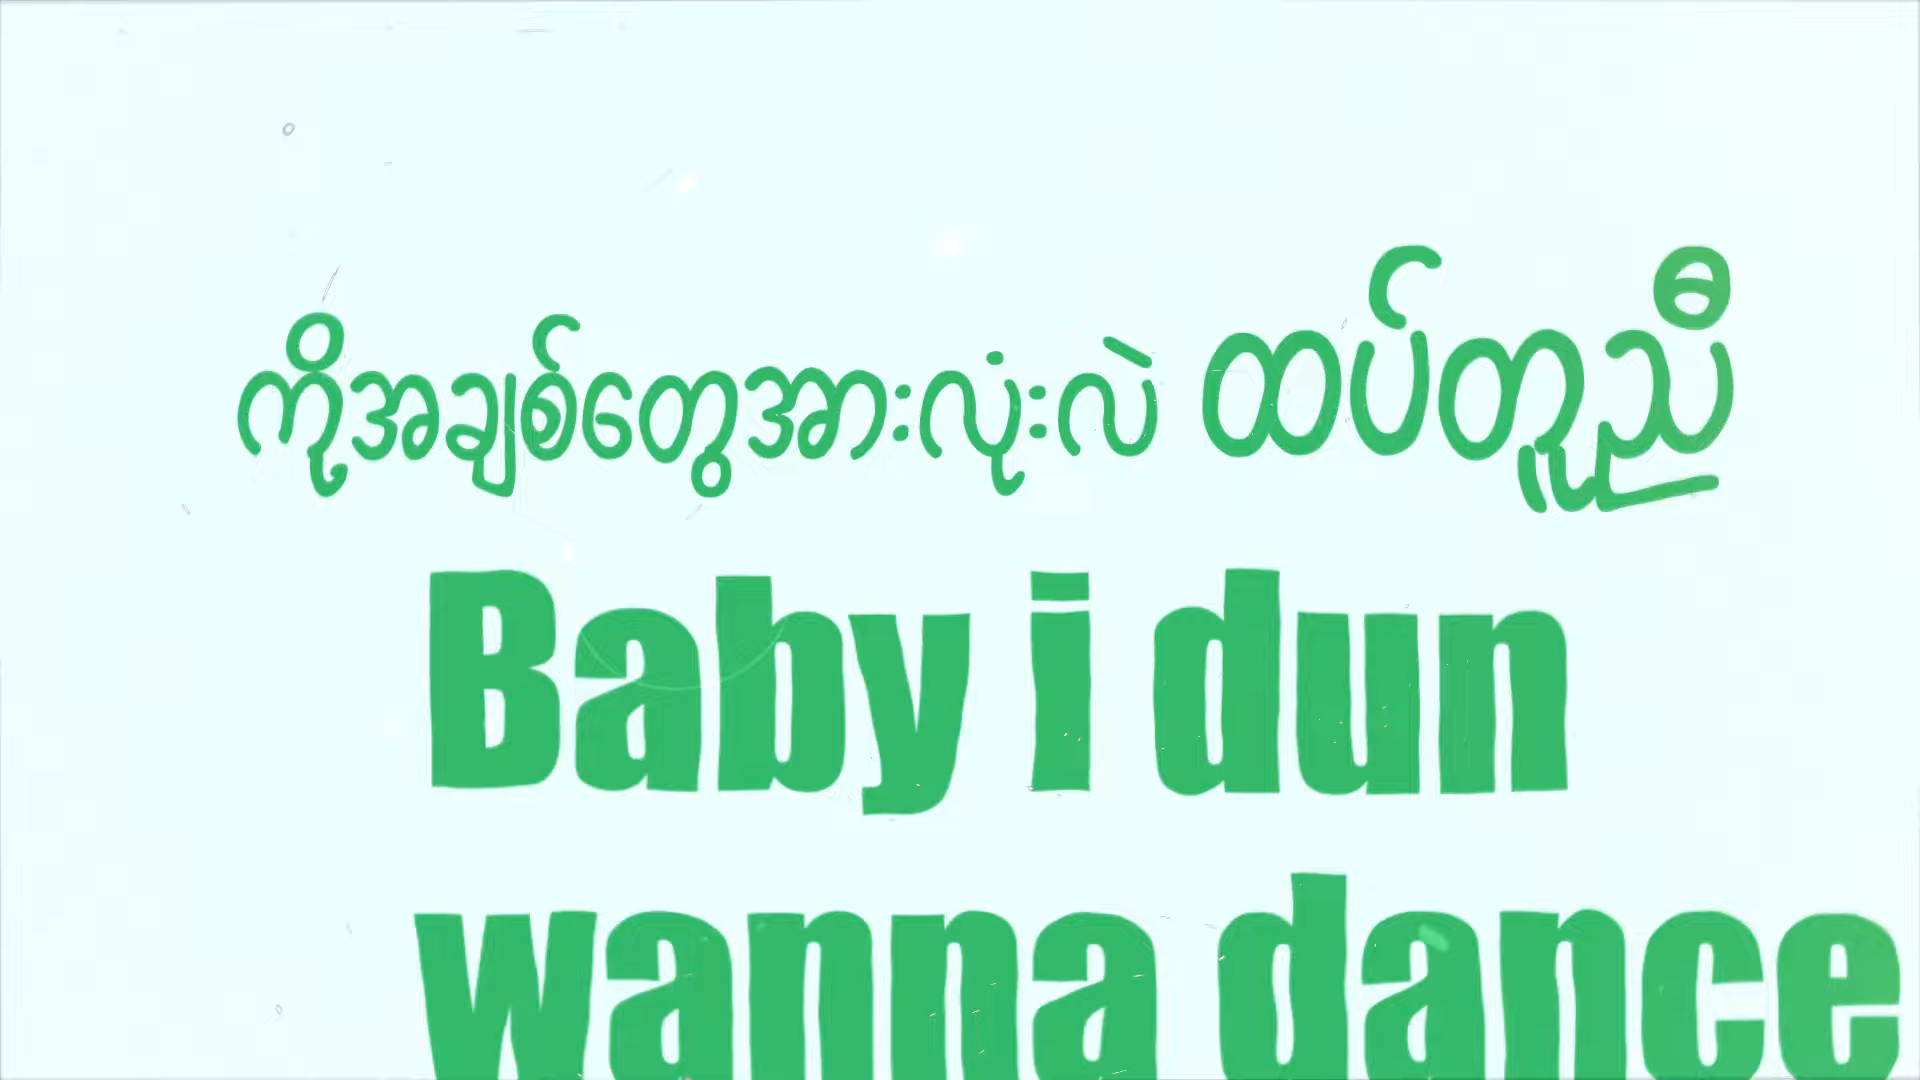 ကိုအချစ်တွေအားလုံးလဲ ထပ်တူညီ
Baby i dun
wanna dance